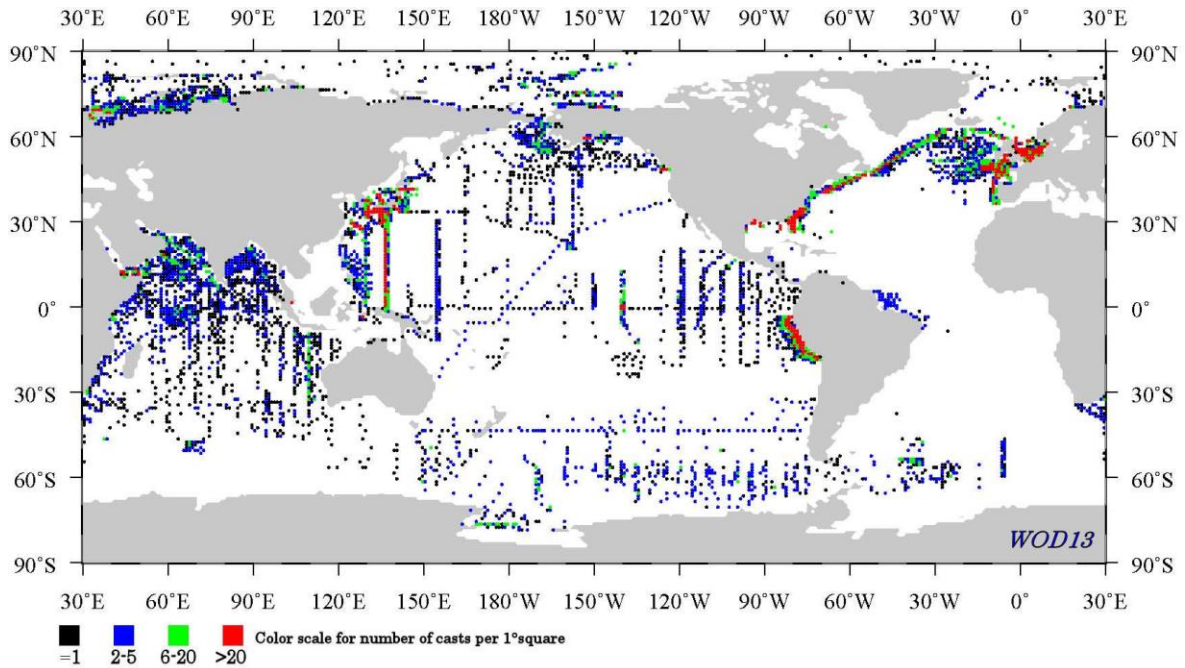 30˚E 60˚E 90˚E 120˚E 150˚E 180˚W 150˚W 120˚W 90˚W 60˚W 30˚W 0˚ 30˚E
90˚N 90˚N
60˚N 60˚N
30˚N 30˚N
0˚ 0˚
30˚S 30˚S
60˚S 60˚S
WOD13
90˚S 90˚S
30˚E 60˚E 90˚E 120˚E 150˚E 180˚W 150˚W 120˚W 90˚W 60˚W 30˚W 0˚ 30˚E
Color scale for number of casts per 1°square
=1 2-5 6-20 >20